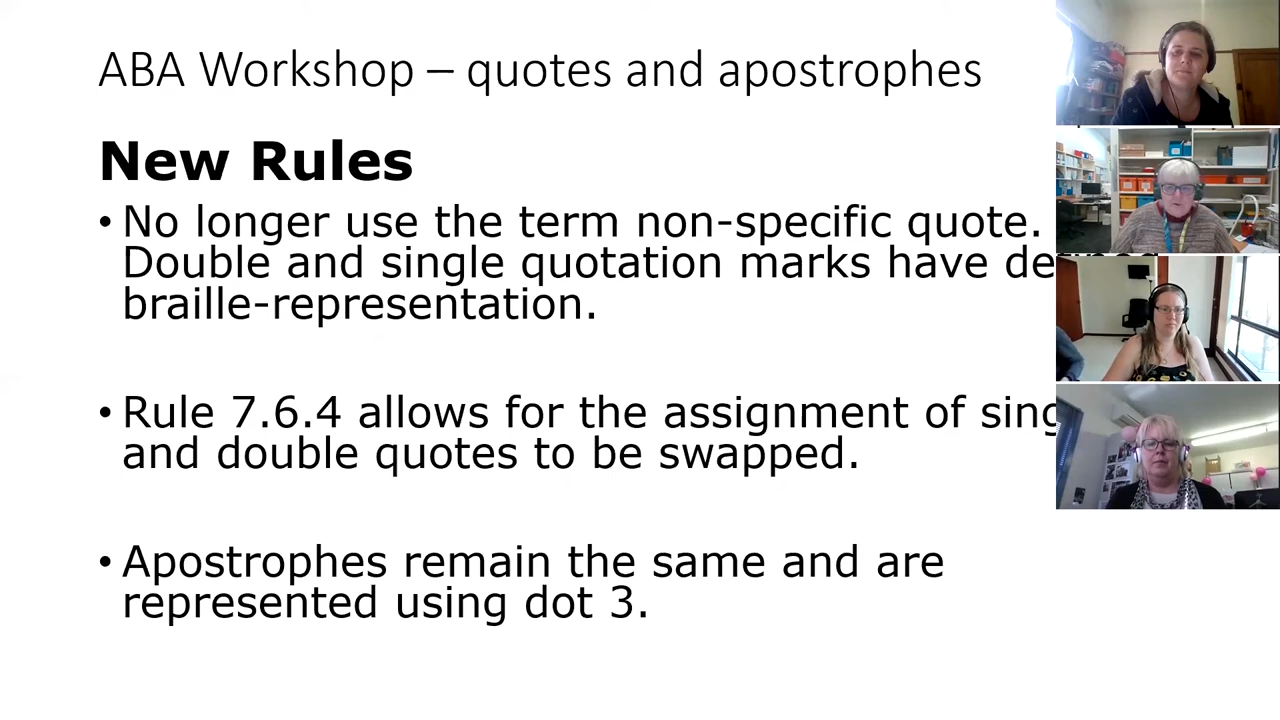 ABA Workshop – quotes and apostrophes
New Rules
• No longer use the term non-specific quote.
Double and single quotation marks have
braille-representation.
• Rule 7.6.4 allows for the assignment of
and double quotes to be swapped.
• Apostrophes remain the same and are
represented using dot 3.